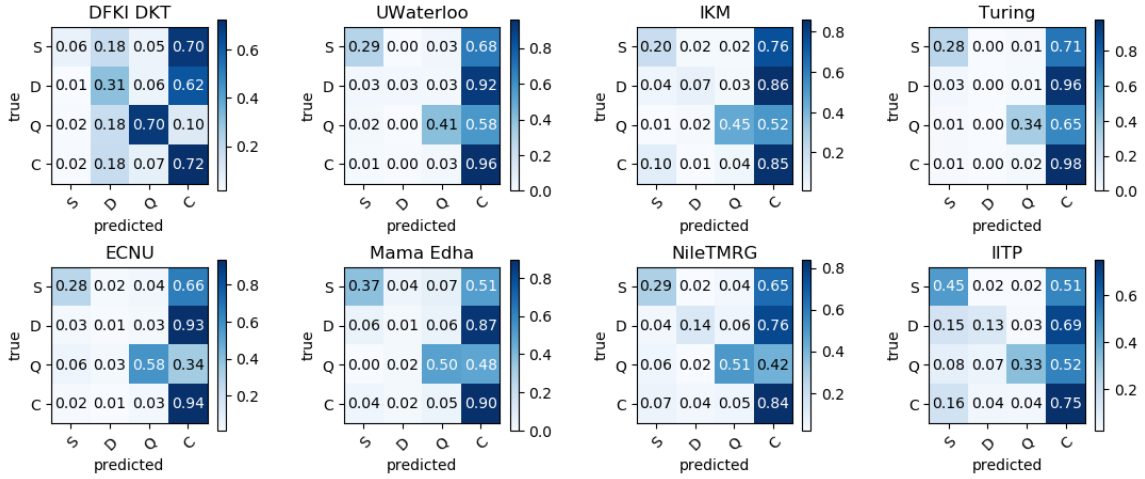 DFKI DKT
S 0.06 0.18 0.05 0.70
D 0.01 0.31 0.06 0.62
Q 0.02 0.18 0.70 0.10
C 0.02 0.18 0.07 0.72
true
S D Q C
predicted
0.6
0.4
0.2
UWaterloo
0.29 0.00 0.03 0.68
0.03 0.03 0.03 0.92
0.02 0.00 0.41 0.58
0.01 0.00 0.03 0.96
S D Q C
predicted
0.8
0.6
0.4
0.2
0.0
IKM
0.20 0.02 0.02 0.76
0.04 0.07 0.03 0.86
0.01 0.02 0.45 0.52
0.10 0.01 0.04 0.85
S D Q C
predicted
0.8
0.6
0.4
0.2
Turing
0.28 0.00 0.01 0.71
0.03 0.00 0.01 0.96
0.01 0.00 0.34 0.65
0.01 0.00 0.02 0.98
S D Q C
predicted
0.8
0.6
0.4
0.2
0.0
ECNU
S 0.28 0.02 0.04 0.66
D 0.03 0.01 0.03 0.93
Q 0.06 0.03 0.58 0.34
C 0.02 0.01 0.03 0.94
true
S D Q C
predicted
0.8
0.6
0.4
0.2
Mama Edha
S 0.37 0.04 0.07 0.51
D 0.06 0.01 0.06 0.87
Q 0.00 0.02 0.50 0.48
C 0.04 0.02 0.05 0.90
true
S D Q C
predicted
0.8
0.6
0.4
0.2
0.0
NileTMRG
S 0.29 0.02 0.04 0.65
D 0.04 0.14 0.06 0.76
Q 0.06 0.02 0.51 0.42
C 0.07 0.04 0.05 0.84
true
S D Q C
predicted
0.8
0.6
0.4
0.2
IITP
S 0.45 0.02 0.02 0.51
D 0.15 0.13 0.03 0.69
Q 0.08 0.07 0.33 0.52
C 0.16 0.04 0.04 0.75
true
S D Q C
predicted
0.6
0.4
0.2